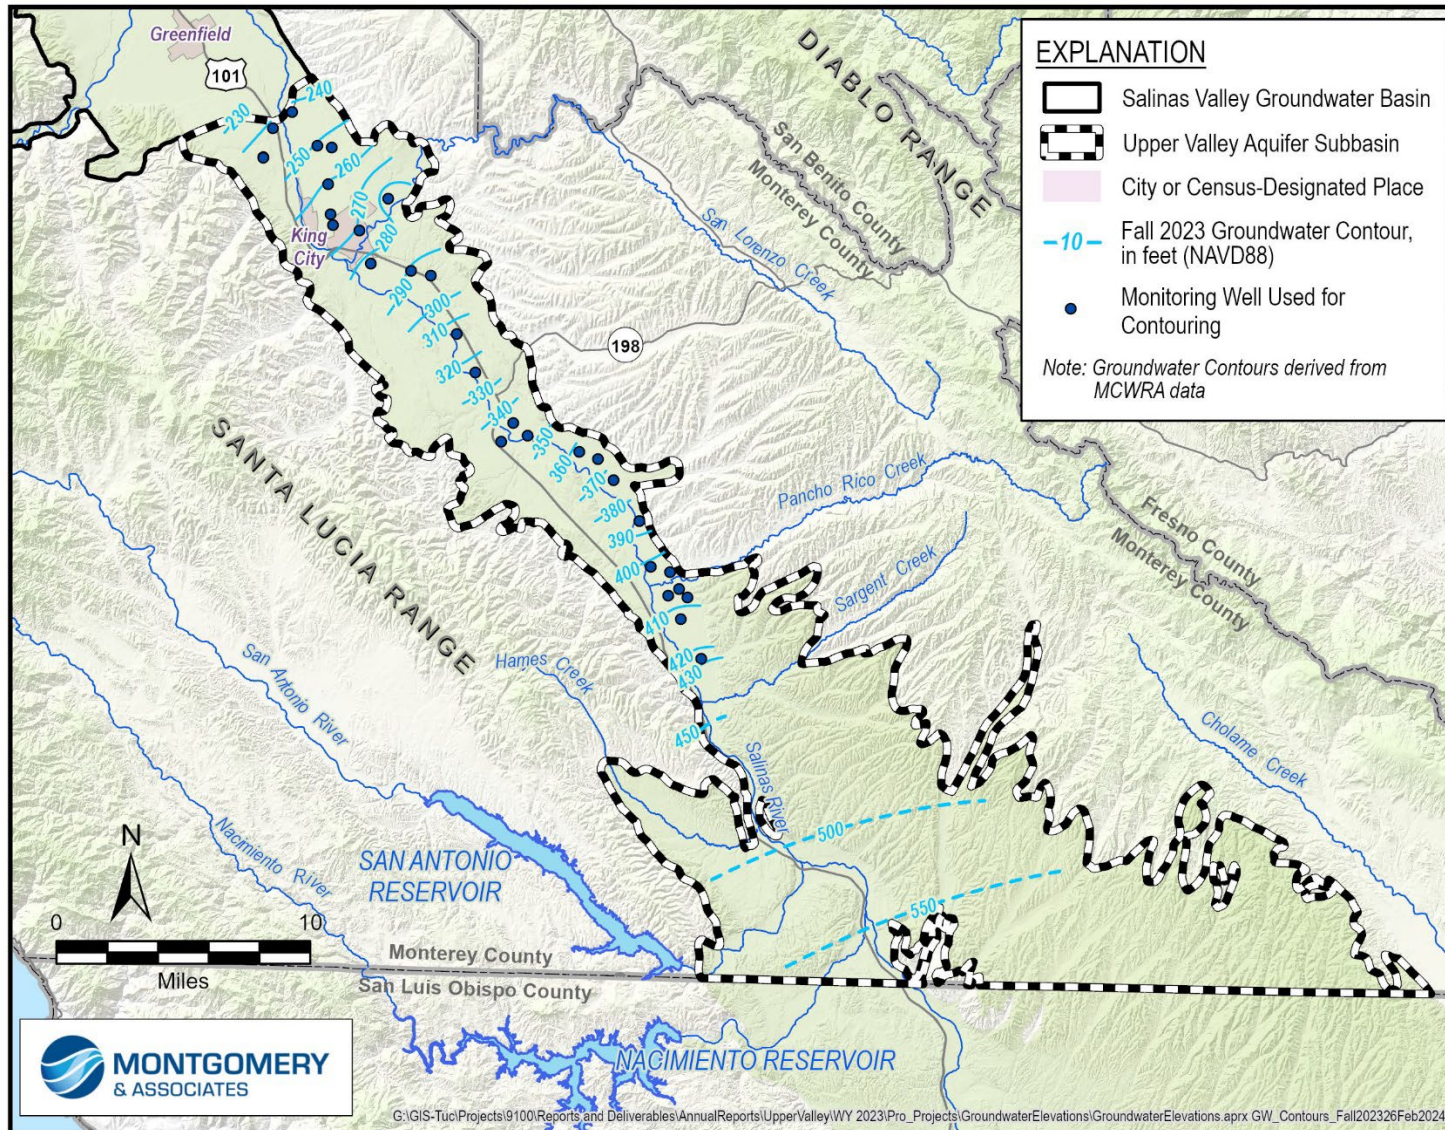 Greenfield
101
DIABLO RANGE
EXPLANATION
Salinas Valley Groundwater Basin
Upper Valley Aquifer Subbasin
City or Census-Designated Place
10
Fall 2023 Groundwater Contour,
in feet (NAVD88)
Monitoring Well Used for
Contouring
Note: Groundwater Contours derived from
MCWRA data
240
230
250
260
270
280
King
City
290
300
310
320
330
340
350
360
370
380
390
400
410
420
430
450
500
550
San Benito County
Monterey County
San Lorenzo Creek
198
SANTA LUCIA RANGE
Pancho Rico Creek
Fresno County
Monterey County
Sargent Creek
Hames Creek
San Antonio River
Cholame Creek
Salinas River
Nacimiento River
N
SAN ANTONIO
RESERVOIR
0 10
Miles
Monterey County
San Luis Obispo County
NACIMIENTO RESERVOIR
MONTGOMERY
& ASSOCIATES
G:\GIS-Tuc\Projects\9100\Reports and Deliverables\AnnualReports\UpperValley\WY 2023\Pro_Projects\GroundwaterElevations\GroundwaterElevations.aprx GW_Contours_Fall202326Feb2024